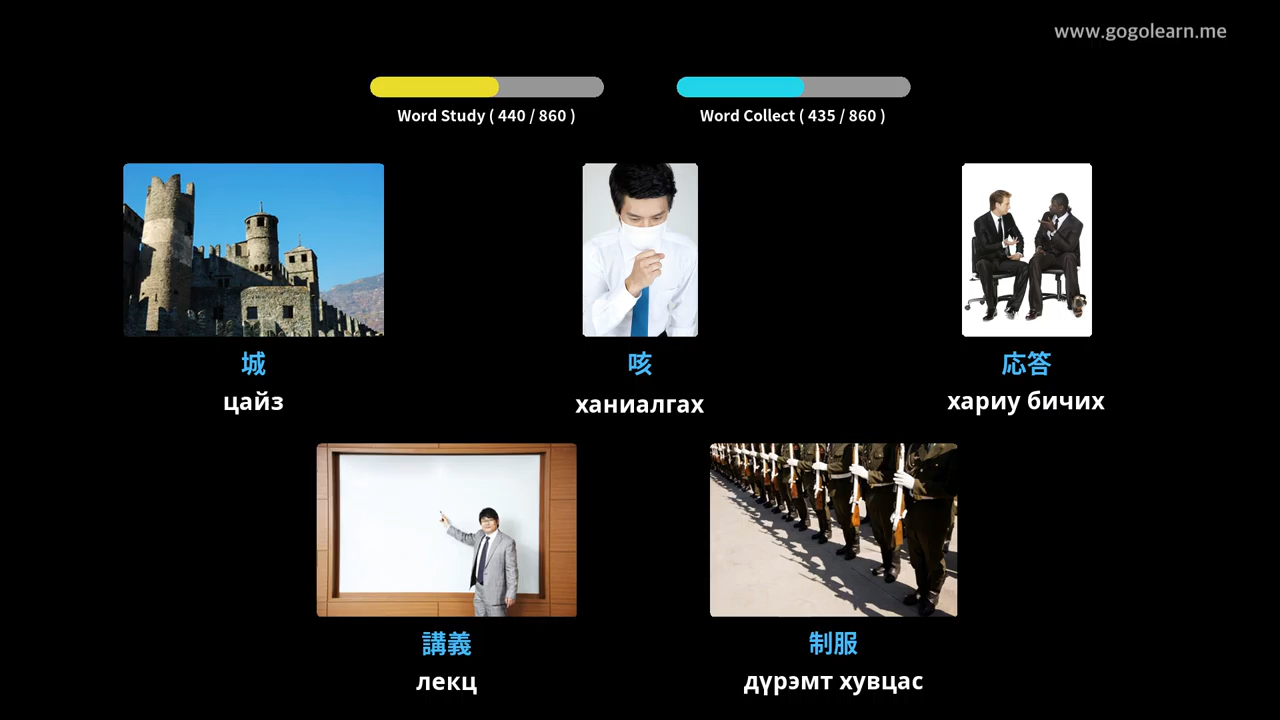 www.gogolearn.me
Word Study ( 440 / 860 )
Word Collect ( 435 / 860 )
城
цайз
咳
ханиалгах
応答
хариу бичих
講義
лекц
制服
дүрэмт хувцас